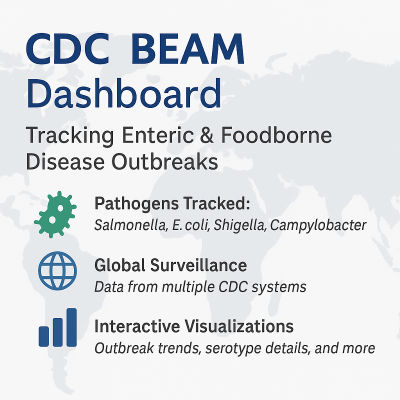 CDC BEAM
Dashboard
Tracking Enteric & Foodborne
Disease Outbreaks
Pathogens Tracked:
Salmonella, E. coli, Shigella, Campylobacter
Global Surveillance
Data from multiple CDC systems
Interactive Visualizations
Outbreak trends, serotype details, and more